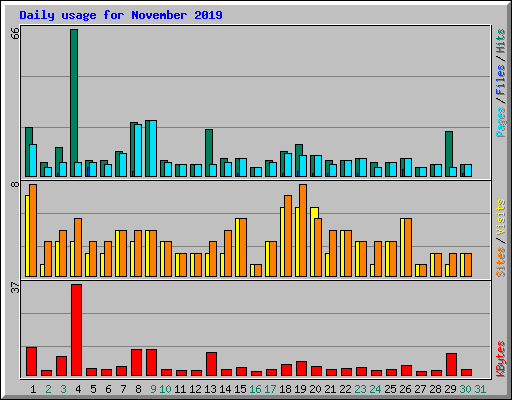 Daily usage for November 2019
66
Pages / Files / Hits
8
Sites / Visits
37
KBytes
1 2 3 4 5 6 7 8 9 10 11 12 13 14 15 16 17 18 19 20 21 22 23 24 25 26 27 28 29 30 31